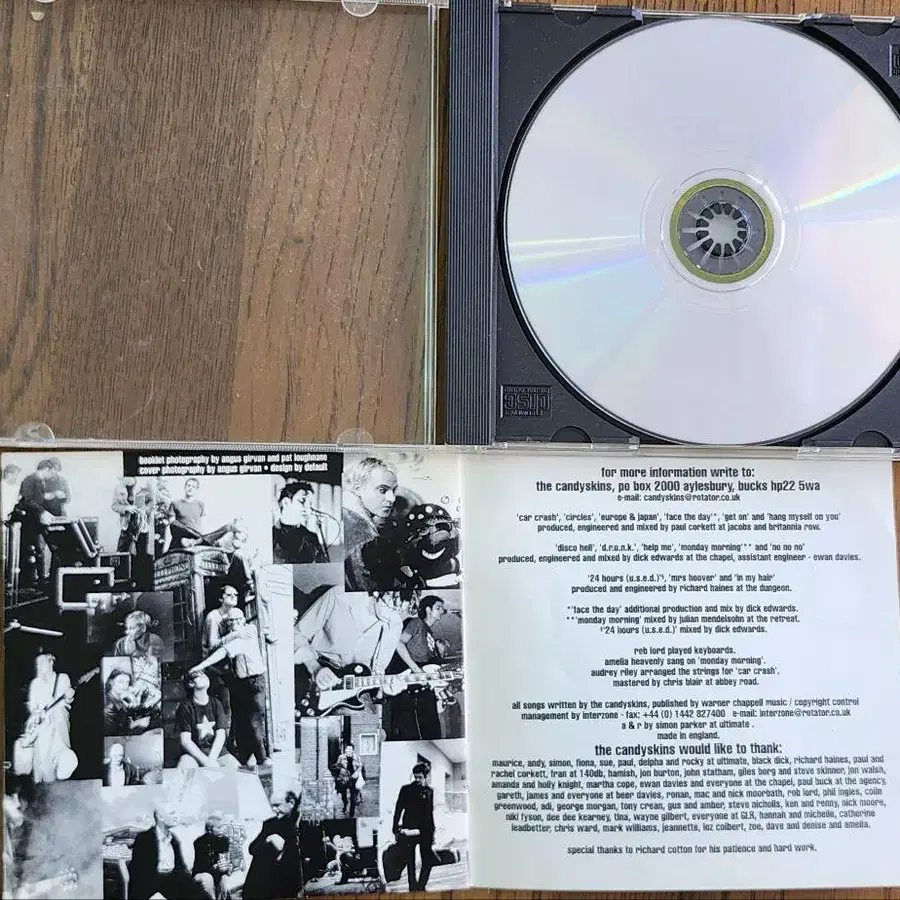 COMPACT
DISC
booklet photography by angus girvan and pat loughnane
cover photography by angus girvan • design by default
for more information write to:
the candyskins, po box 2000 aylesbury, bucks hp22 5wa
e-mail: candyskins@rotator.co.uk
'car crash', 'circles', 'europe & japan', 'face the day'*, 'get on' and 'hang myself on you'
produced, engineered and mixed by paul corkett at jacobs and britannia row.
'disco hell', 'd.r.u.n.k.', 'help me', 'monday morning'** and 'no no no'
produced, engineered and mixed by dick edwards at the chapel, assistant engineer - ewan davies.
'24 hours (u.s.e.d.)'§, 'mrs hoover' and 'in my hair'
produced and engineered by richard haines at the dungeon.
*'face the day' additional production and mix by dick edwards.
**'monday morning' mixed by julian mendelsohn at the retreat.
§'24 hours (u.s.e.d.)' mixed by dick edwards.
rob lord played keyboards.
amelia heavenly sang on 'monday morning'.
audrey riley arranged the strings for 'car crash'.
mastered by chris blair at abbey road.
all songs written by the candyskins, published by warner chappell music / copyright control
management by interzone - fax: +44 (0) 1442 827400 e-mail: interzone@rotator.co.uk
a & r by simon parker at ultimate.
made in england.
the candyskins would like to thank:
maurice, andy, simon, fiona, sue, paul, delpha and rocky at ultimate, black dick, richard haines, paul and
rachel corkett, fran at 140db, hamish, jon burton, john statham, giles borg and steve skinner, jon walsh,
amanda and holly knight, martha cope, ewan davies and everyone at the chapel, paul buck at the agency,
gareth, james and everyone at beer davies, ronan, mac and nick moorbath, rob lord, phil ingles, colin
greenwood, adi, george morgan, tony crean, gus and amber, steve nicholls, ken and renny, nick moore,
niki fyson, dee dee kearney, tina, wayne gilbert, everyone at GLR, hannah and michelle, catherine
leadbetter, chris ward, mark williams, jeannette, loz colbert, zoe, dave and denise and amelia.
special thanks to richard cotton for his patience and hard work.